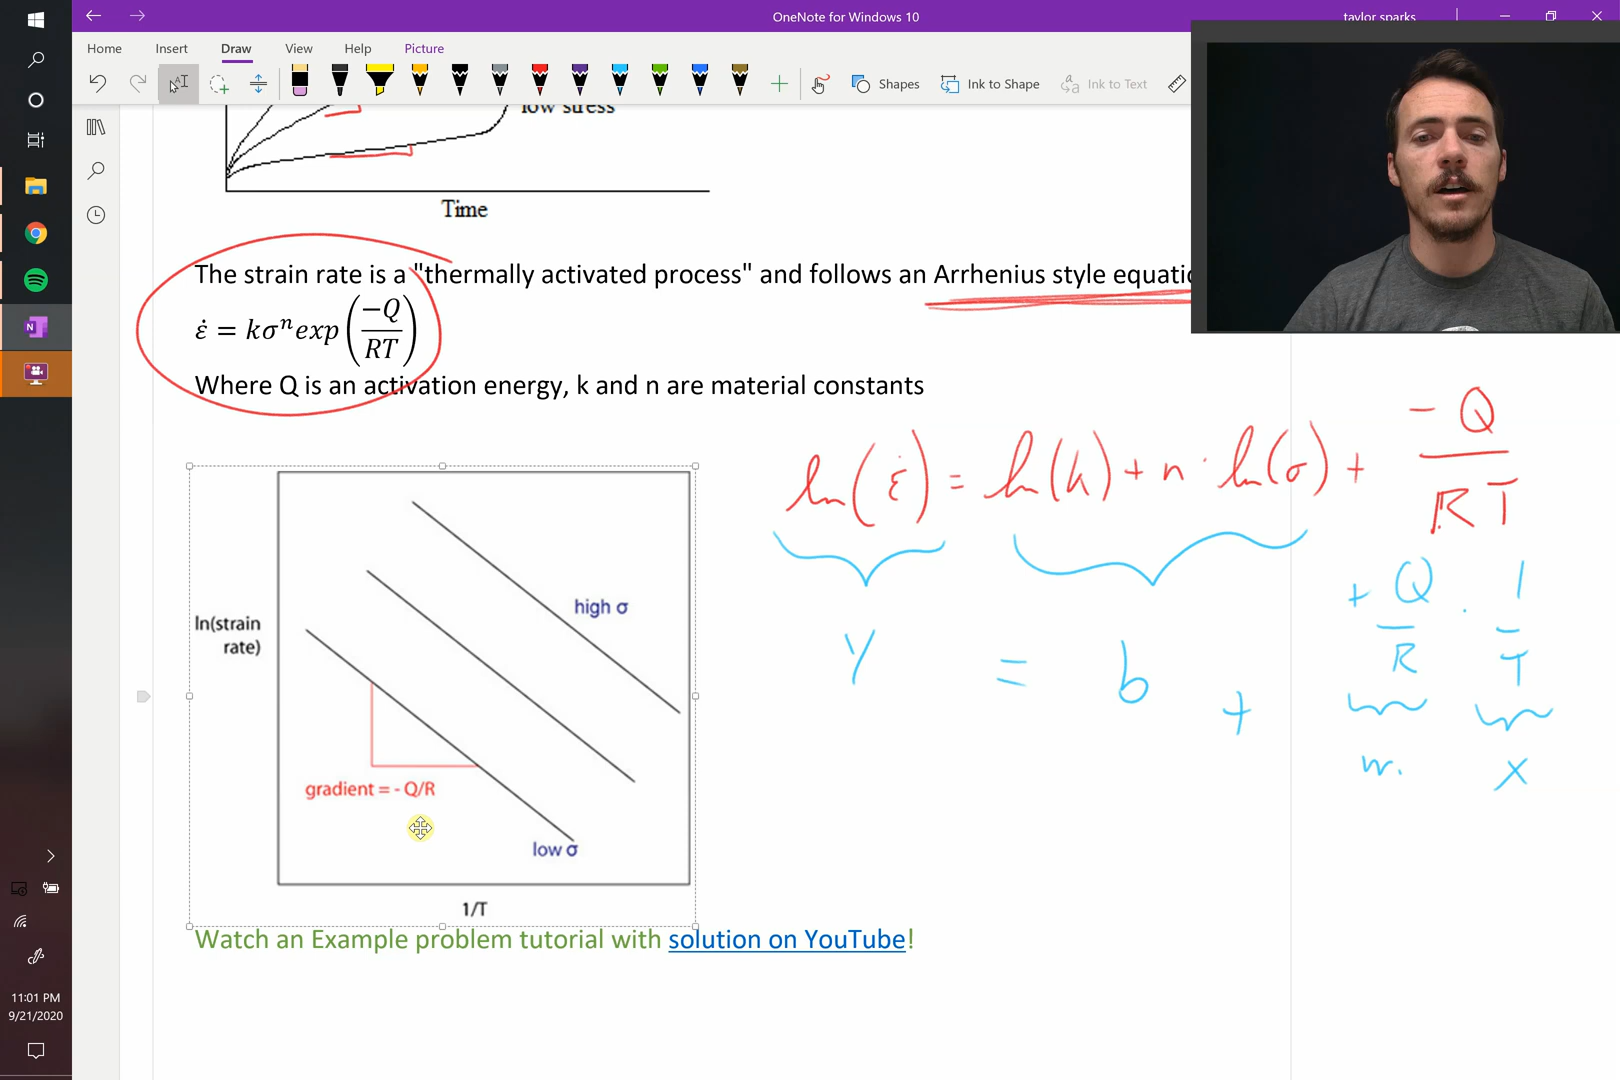 OneNote for Windows 10
taylor sparks
Home Insert Draw View Help Picture
Shapes Ink to Shape Ink to Text
low stress
Time
The strain rate is a "thermally activated process" and follows an Arrhenius style equatio
ε̇ = kσⁿexp(−Q/RT)
Where Q is an activation energy, k and n are material constants
ln(ε̇) = ln(k) + n · ln(σ) + −Q/RT
+ Q/R · 1/T
y = b + m. x
high σ
ln(strain
rate)
gradient = - Q/R
low σ
1/T
Watch an Example problem tutorial with solution on YouTube!
11:01 PM
9/21/2020